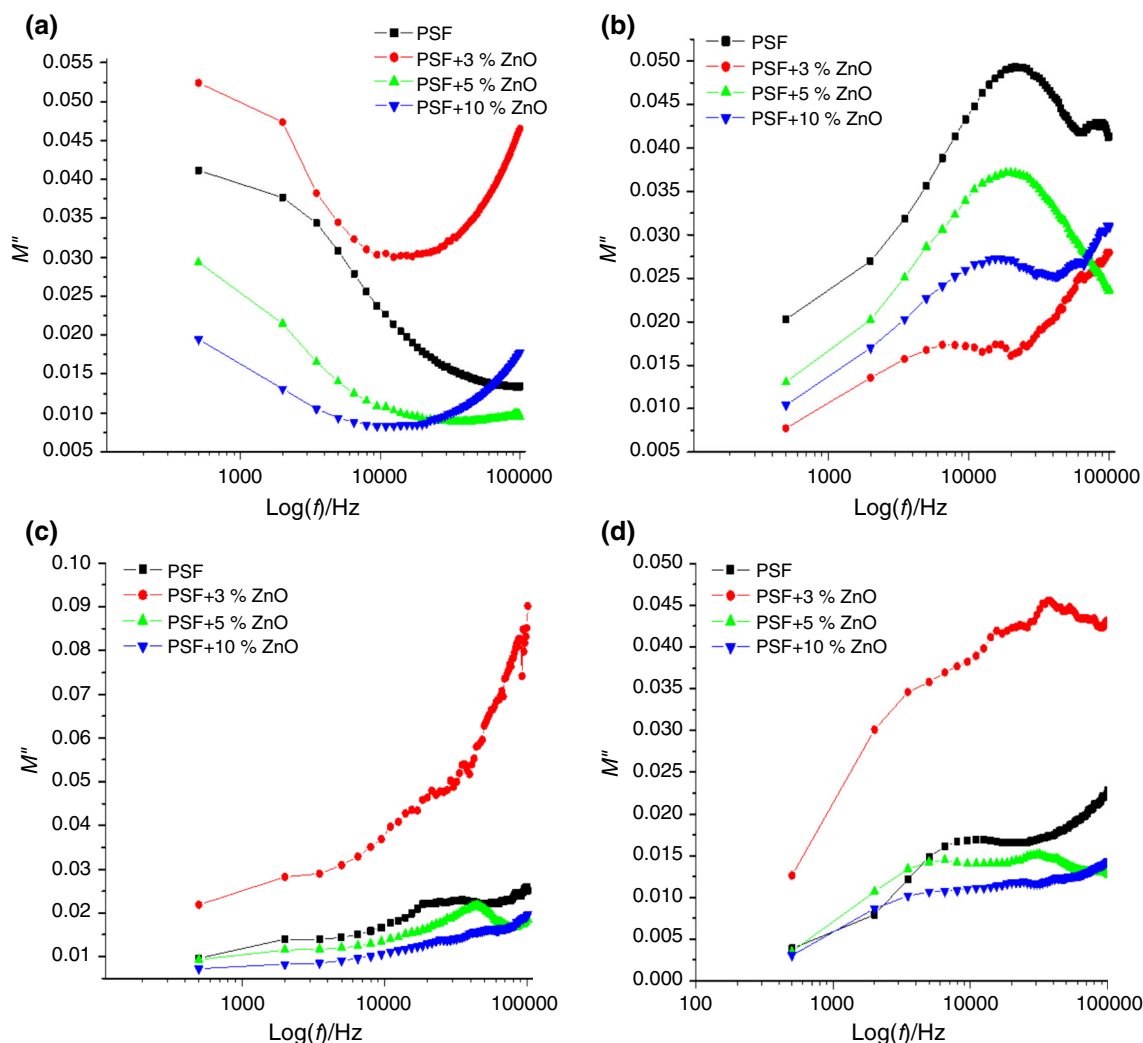 (a)
PSF
PSF+3 % ZnO
PSF+5 % ZnO
PSF+10 % ZnO
0.055
0.050
0.045
0.040
0.035
0.030
0.025
0.020
0.015
0.010
0.005
M"
1000 10000 100000
Log(f)/Hz
(b)
PSF
PSF+3 % ZnO
PSF+5 % ZnO
PSF+10 % ZnO
0.050
0.045
0.040
0.035
0.030
0.025
0.020
0.015
0.010
0.005
M"
1000 10000 100000
Log(f)/Hz
(c)
PSF
PSF+3 % ZnO
PSF+5 % ZnO
PSF+10 % ZnO
0.10
0.09
0.08
0.07
0.06
0.05
0.04
0.03
0.02
0.01
M"
1000 10000 100000
Log(f)/Hz
(d)
PSF
PSF+3 % ZnO
PSF+5 % ZnO
PSF+10 % ZnO
0.050
0.045
0.040
0.035
0.030
0.025
0.020
0.015
0.010
0.005
0.000
M"
100 1000 10000 100000
Log(f)/Hz